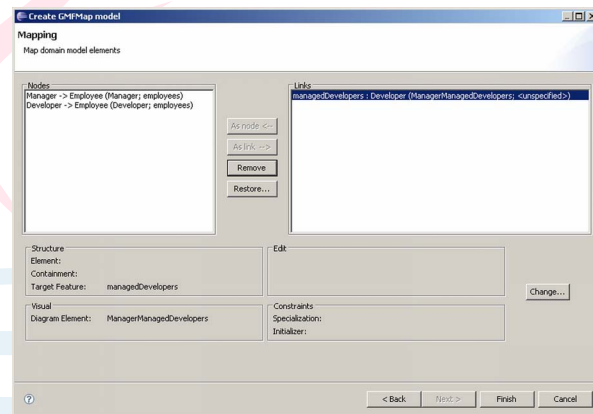 Create GMFMap model
Mapping
Map domain model elements
Nodes
Manager -> Employee (Manager; employees)
Developer -> Employee (Developer; employees)
As node <--
As link -->
Remove
Restore...
Links
managedDevelopers : Developer (ManagerManagedDevelopers; <unspecified>)
Structure
Element:
Containment:
Target Feature: managedDevelopers
Edit
Change...
Visual
Diagram Element: ManagerManagedDevelopers
Constraints
Specialization:
Initializer:
?
< Back Next > Finish Cancel